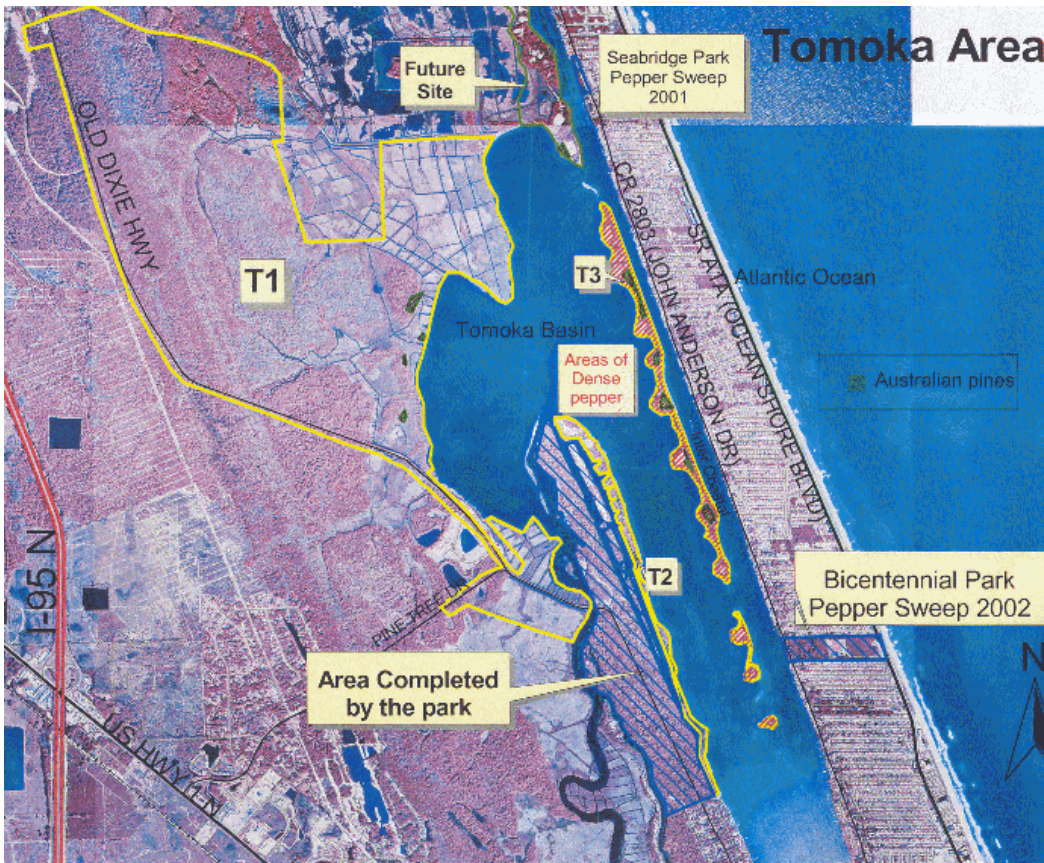 Tomoka Area
Seabridge Park
Pepper Sweep
2001
Future
Site
OLD DIXIE HWY
CR 2803 (JOHN ANDERSON DR)
SR A1A (OCEAN SHORE BLVD)
T1
T3
Atlantic Ocean
Tomoka Basin
Areas of
Dense
pepper
Australian pines
I-95 N
T2
Bicentennial Park
Pepper Sweep 2002
PINE TREE DR
Area Completed
by the park
US HWY 1 N
N